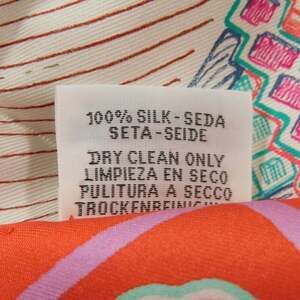 100% SILK-SEDA
SETA-SEIDE
DRY CLEAN ONLY
LIMPIEZA EN SECO
PULITURA A SECCO